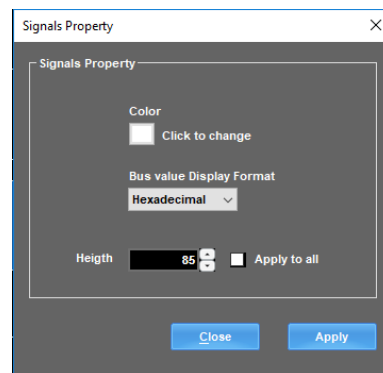 Signals Property
Signals Property
Color
Click to change
Bus value Display Format
Hexadecimal
Heigth 85 Apply to all
Close Apply